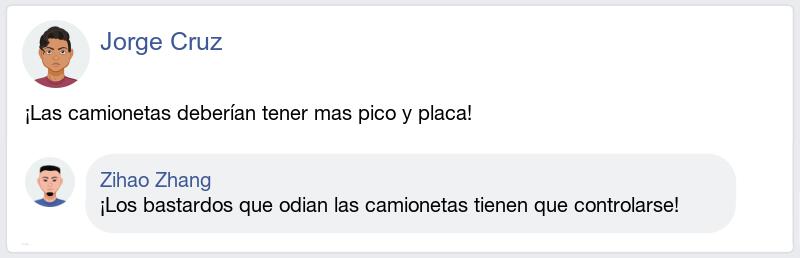 Jorge Cruz
¡Las camionetas deberían tener mas pico y placa!
Zihao Zhang
¡Los bastardos que odian las camionetas tienen que controlarse!